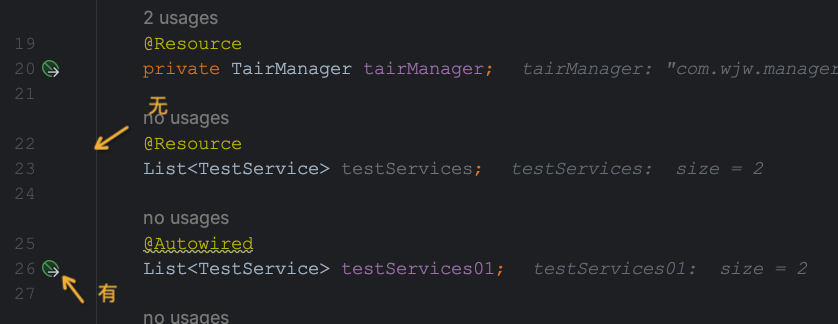 2 usages
19 @Resource
20 private TairManager tairManager; tairManager: "com.wjw.manager
21
无
no usages
22 @Resource
23 List<TestService> testServices; testServices: size = 2
24
no usages
25 @Autowired
26 List<TestService> testServices01; testServices01: size = 2
27 有
no usages